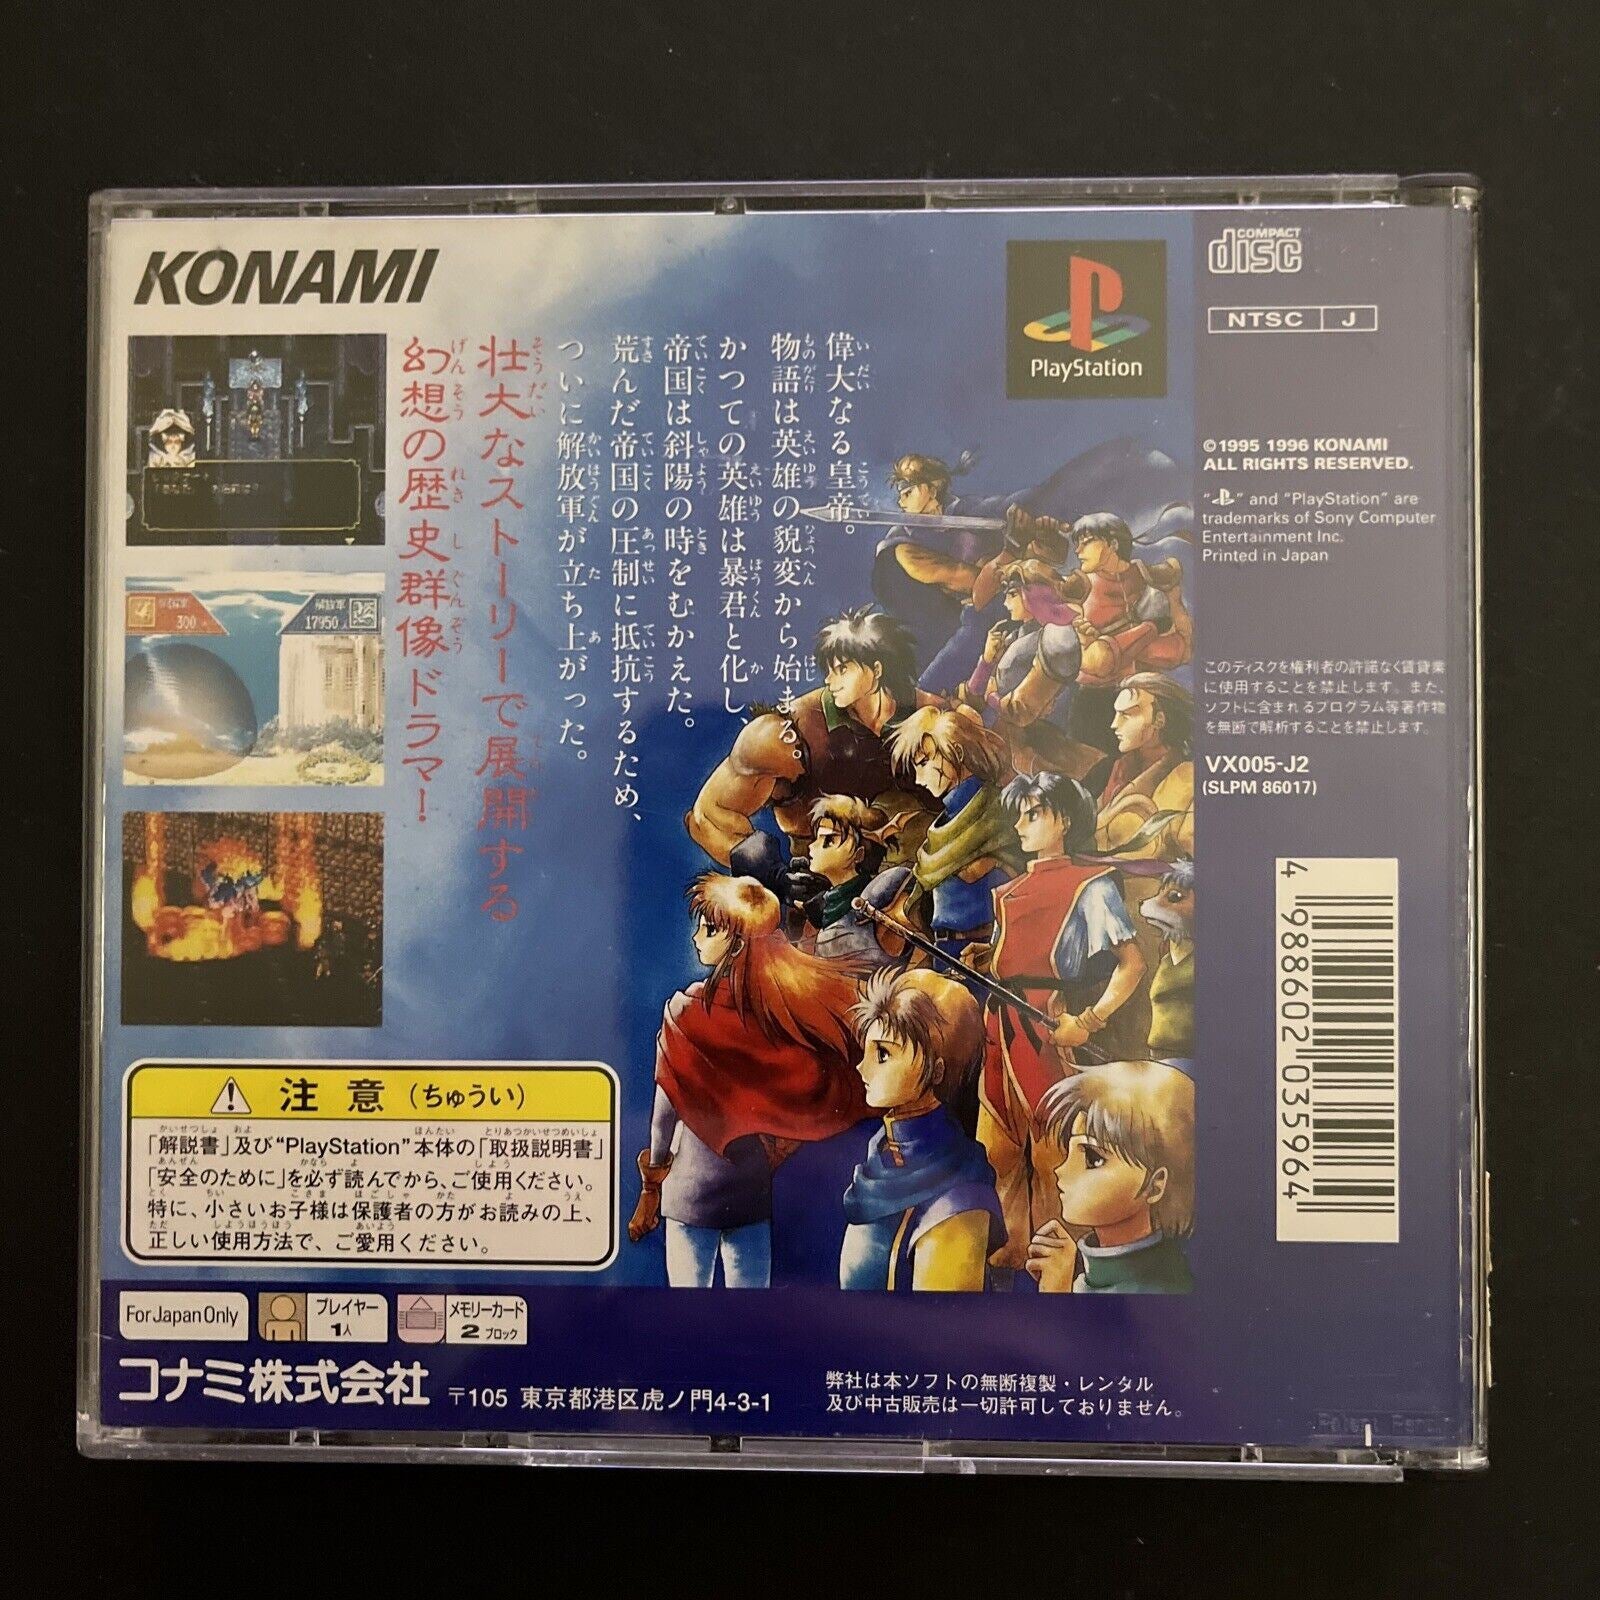 KONAMI
偉大なる皇帝。
物語は英雄の貌変から始まる。
かつての英雄は暴君と化し、
帝国は斜陽の時をむかえた。
荒んだ帝国の圧制に抵抗するため、
ついに解放軍が立ち上がった。
壮大なストーリーで展開する
幻想の歴史群像ドラマ!
300
解放軍
17950人
PlayStation
COMPACT
disc
NTSC J
©1995 1996 KONAMI
ALL RIGHTS RESERVED.
" " and "PlayStation" are
trademarks of Sony Computer
Entertainment Inc.
Printed in Japan
このディスクを権利者の許諾なく賃貸業
に使用することを禁止します。また、
ソフトに含まれるプログラム等著作物
を無断で解析することを禁止します。
VX005-J2
(SLPM 86017)
4 988602 035964
注意(ちゅうい)
「解説書」及び"PlayStation"本体の「取扱説明書」
「安全のために」を必ず読んでから、ご使用ください。
特に、小さいお子様は保護者の方がお読みの上、
正しい使用方法で、ご愛用ください。
For Japan Only
プレイヤー
1人
メモリーカード
2 ブロック
コナミ株式会社 〒105 東京都港区虎ノ門4-3-1
弊社は本ソフトの無断複製・レンタル
及び中古販売は一切許可しておりません。